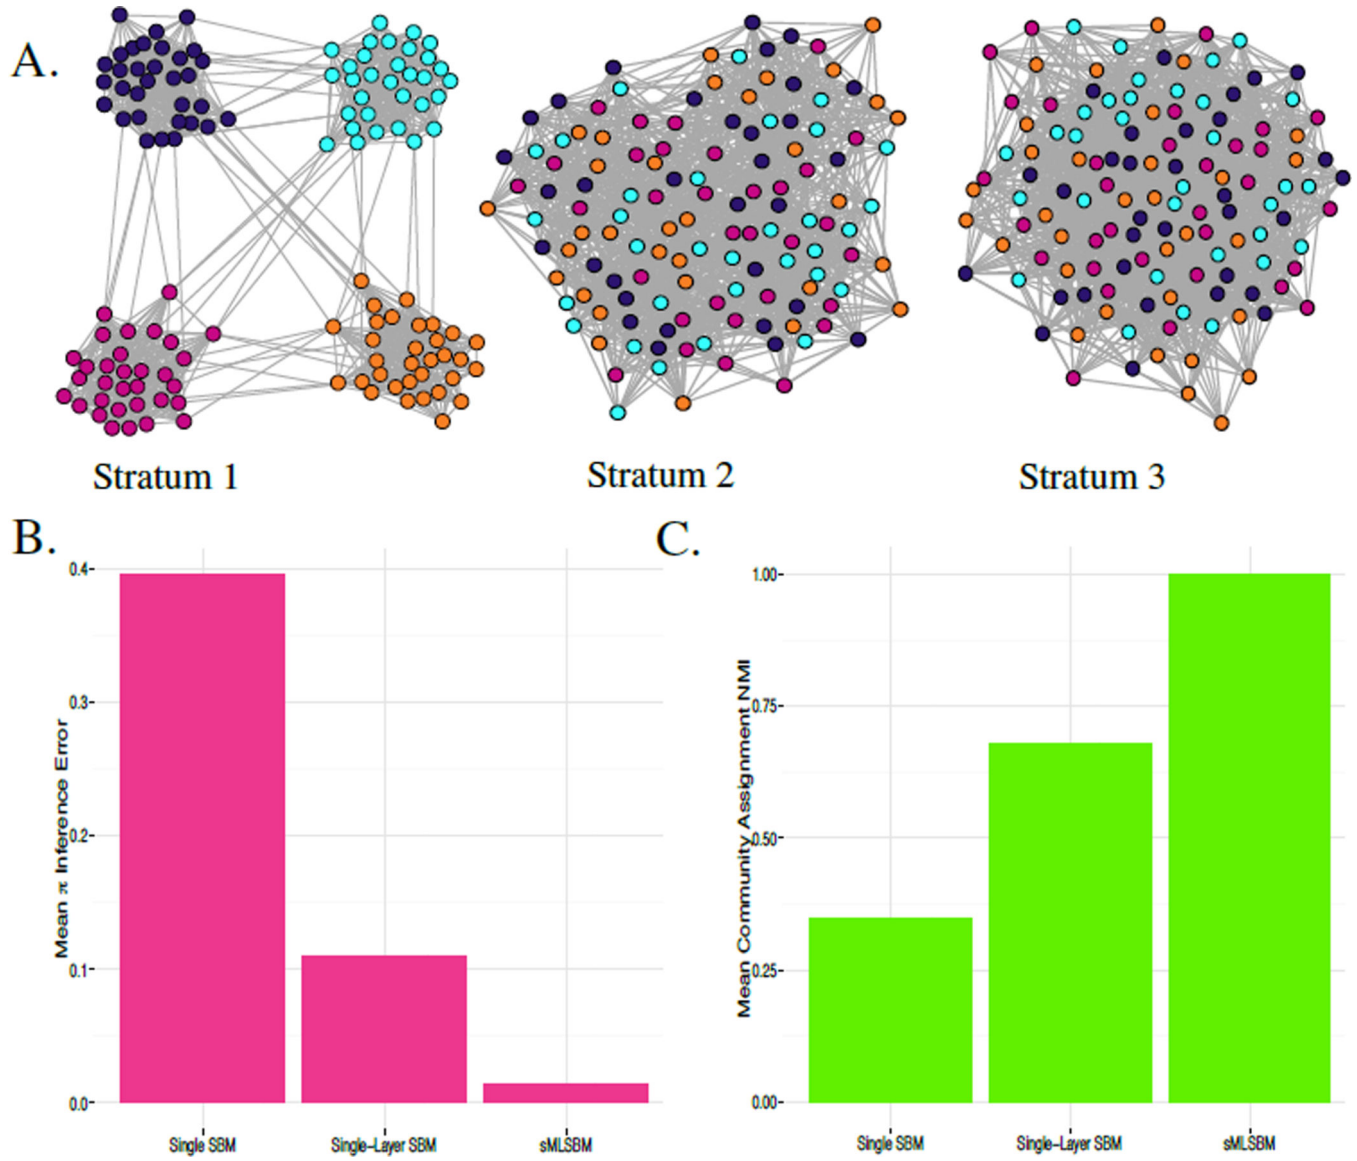 A.
Stratum 1
Stratum 2
Stratum 3
B.
Mean π Inference Error
0.4
0.3
0.2
0.1
0.0
Single SBM
Single-Layer SBM
sMLSBM
C.
Mean Community Assignment NMI
1.00
0.75
0.50
0.25
0.00
Single SBM
Single-Layer SBM
sMLSBM